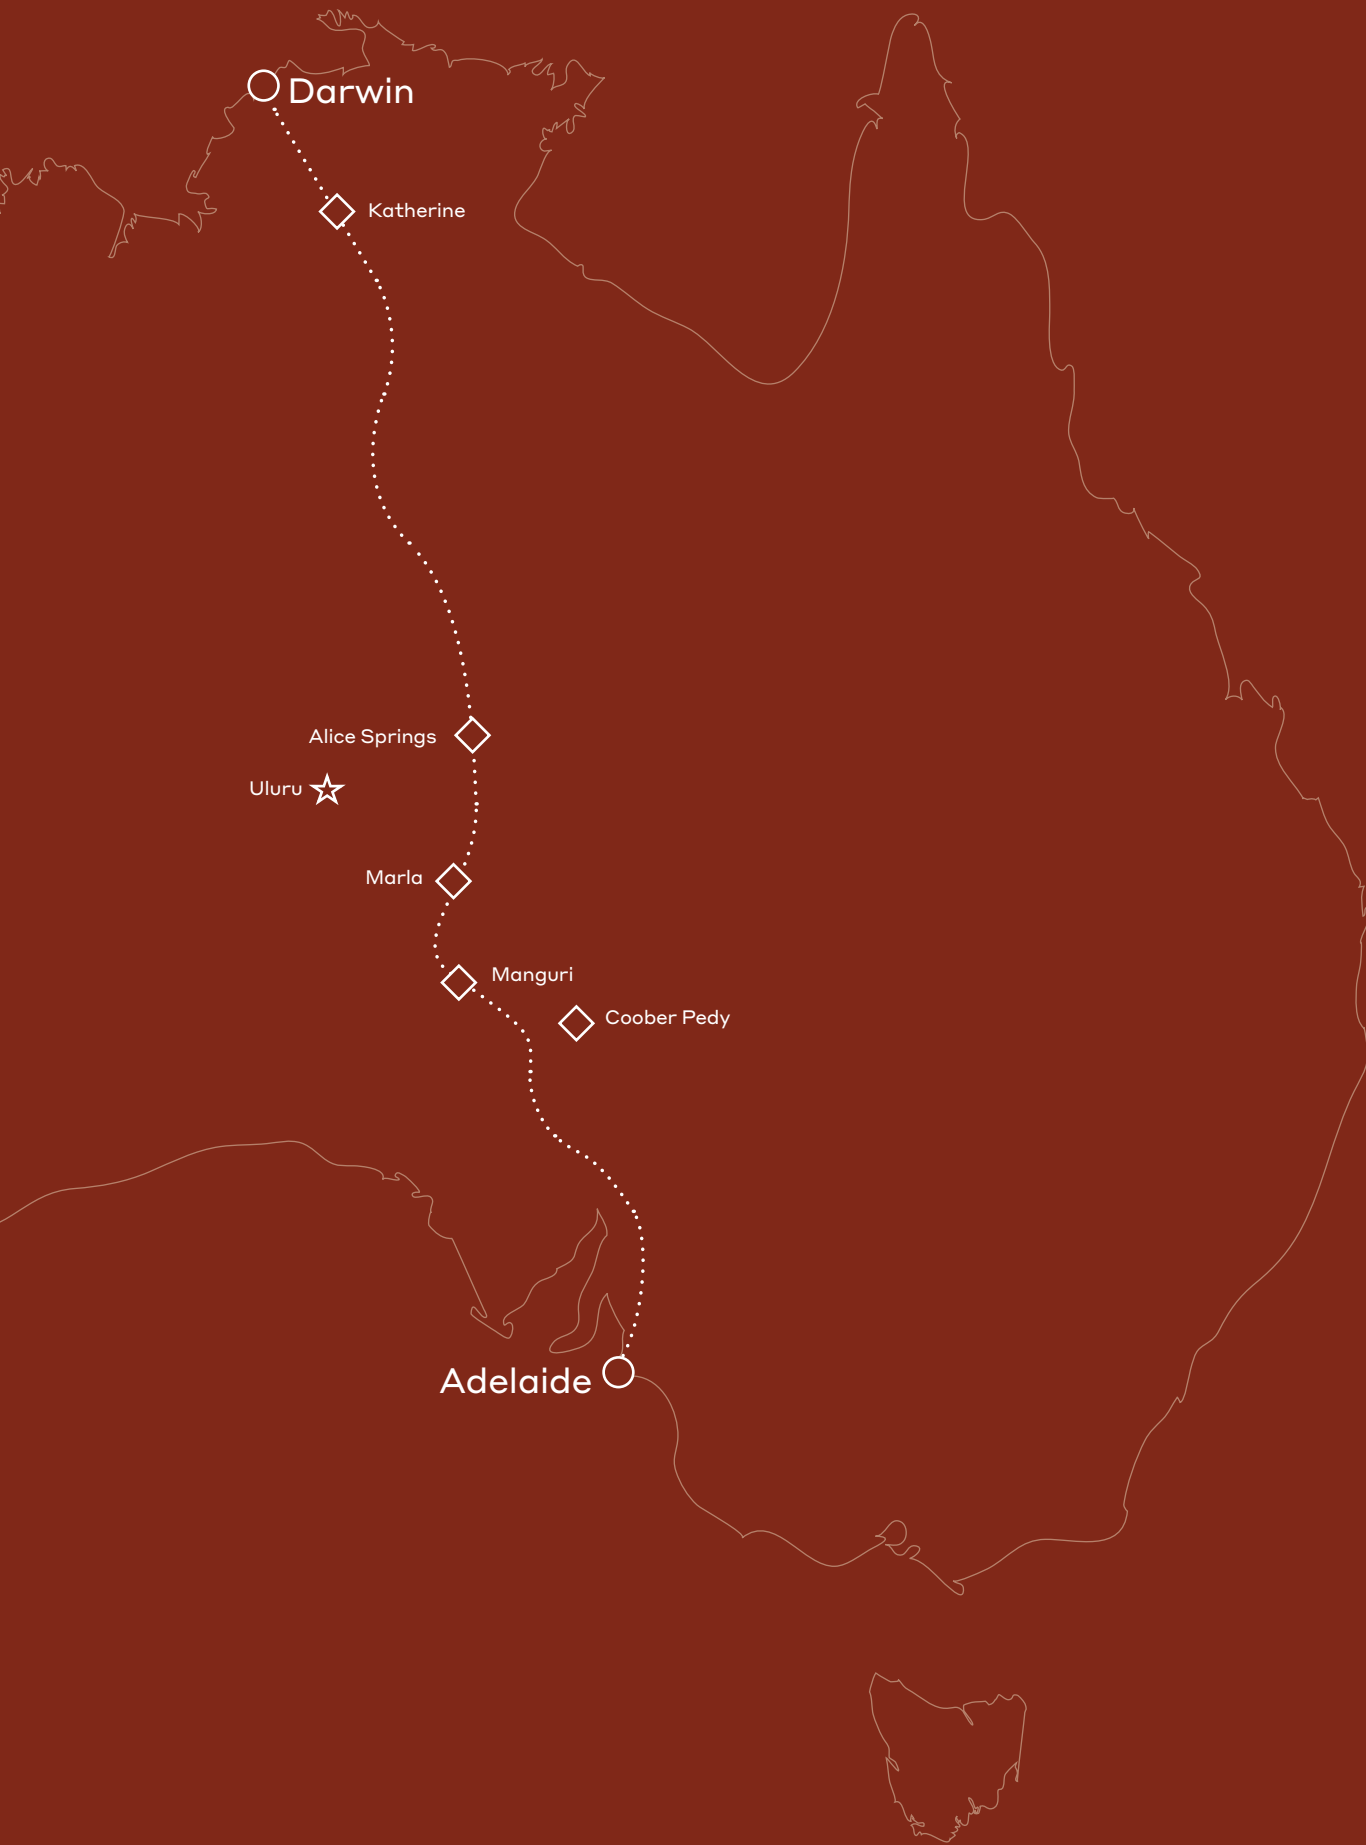 Darwin
Katherine
Alice Springs
Uluru
Marla
Manguri
Coober Pedy
Adelaide